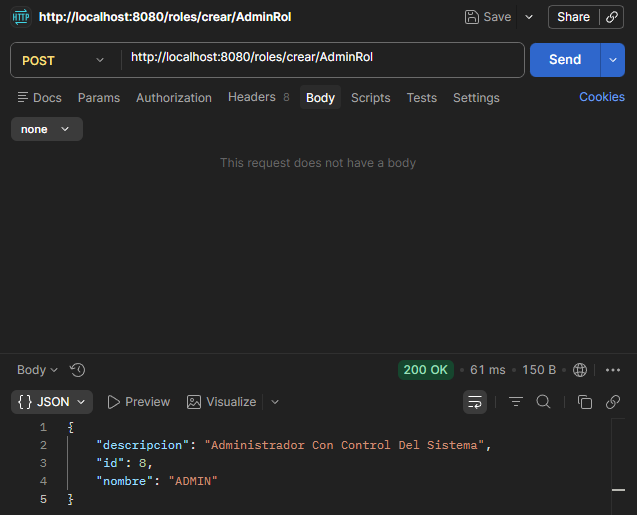 HTTP http://localhost:8080/roles/crear/AdminRol Save Share
POST http://localhost:8080/roles/crear/AdminRol Send
Docs Params Authorization Headers 8 Body Scripts Tests Settings Cookies
none
This request does not have a body
Body 200 OK • 61 ms • 150 B •
{} JSON Preview Visualize
1 {
2 "descripcion": "Administrador Con Control Del Sistema",
3 "id": 8,
4 "nombre": "ADMIN"
5 }